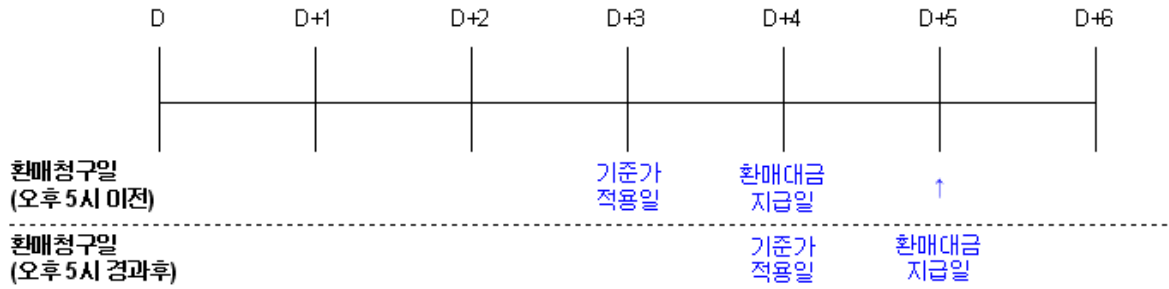 D D+1 D+2 D+3 D+4 D+5 D+6
환매청구일 기준가 환매대금 ↑
(오후 5시 이전) 적용일 지급일
환매청구일 기준가 환매대금
(오후 5시 경과후) 적용일 지급일